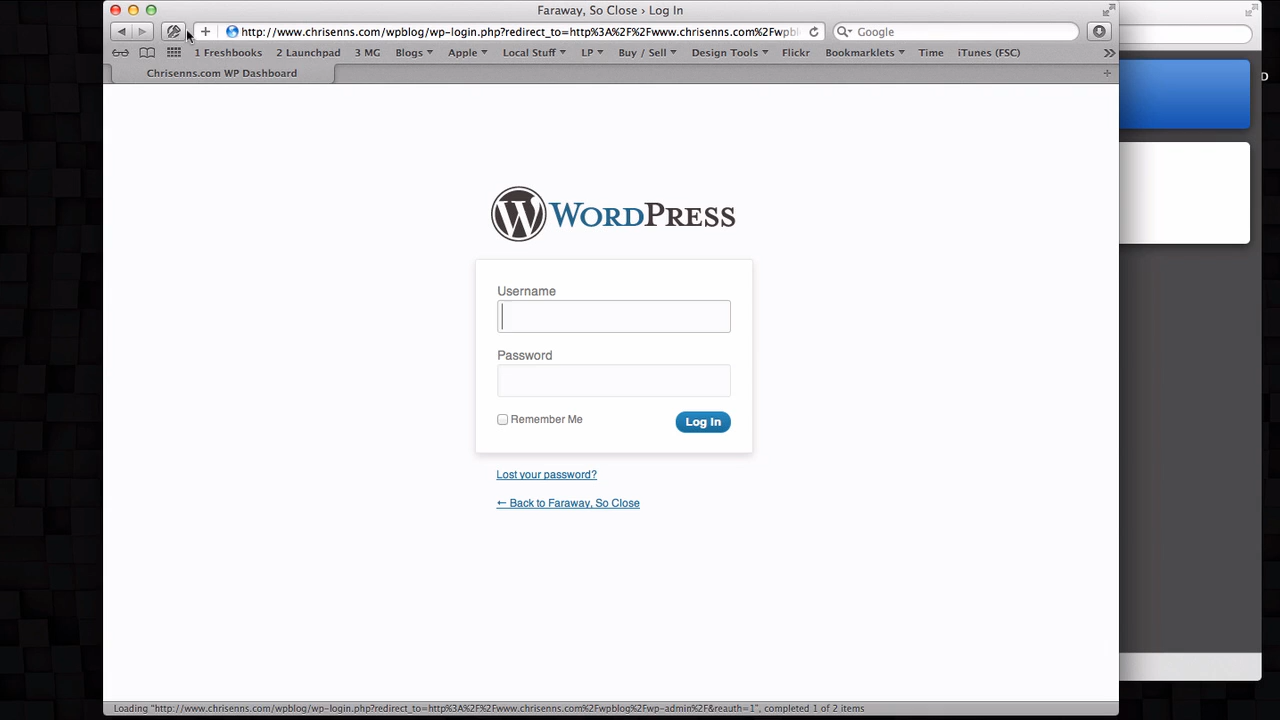 Faraway, So Close › Log In
http://www.chrisenns.com/wpblog/wp-login.php?redirect_to=http%3A%2F%2Fwww.chrisenns.com%2Fwpbl
Google
1 Freshbooks 2 Launchpad 3 MG Blogs Apple Local Stuff LP Buy / Sell Design Tools Flickr Bookmarklets Time iTunes (FSC)
Chrisenns.com WP Dashboard
D
WORDPRESS
Username
Password
Remember Me
Log In
Lost your password?
← Back to Faraway, So Close
Loading "http://www.chrisenns.com/wpblog/wp-login.php?redirect_to=http%3A%2F%2Fwww.chrisenns.com%2Fwpblog%2Fwp-admin%2F&reauth=1", completed 1 of 2 items